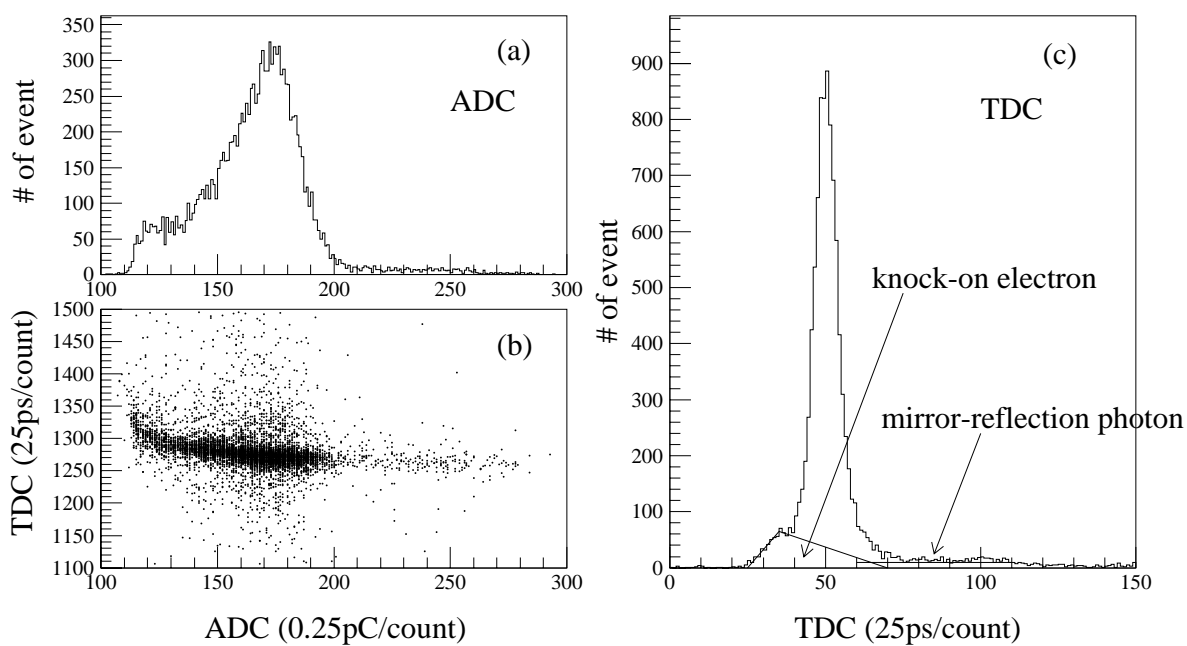 350
300
250
200
150
100
50
0
# of event
(a)
ADC
100 150 200 250 300
1500
1450
1400
1350
1300
1250
1200
1150
1100
TDC (25ps/count)
(b)
100 150 200 250 300
ADC (0.25pC/count)
900
800
700
600
500
400
300
200
100
0
# of event
(c)
TDC
knock-on electron
mirror-reflection photon
0 50 100 150
TDC (25ps/count)